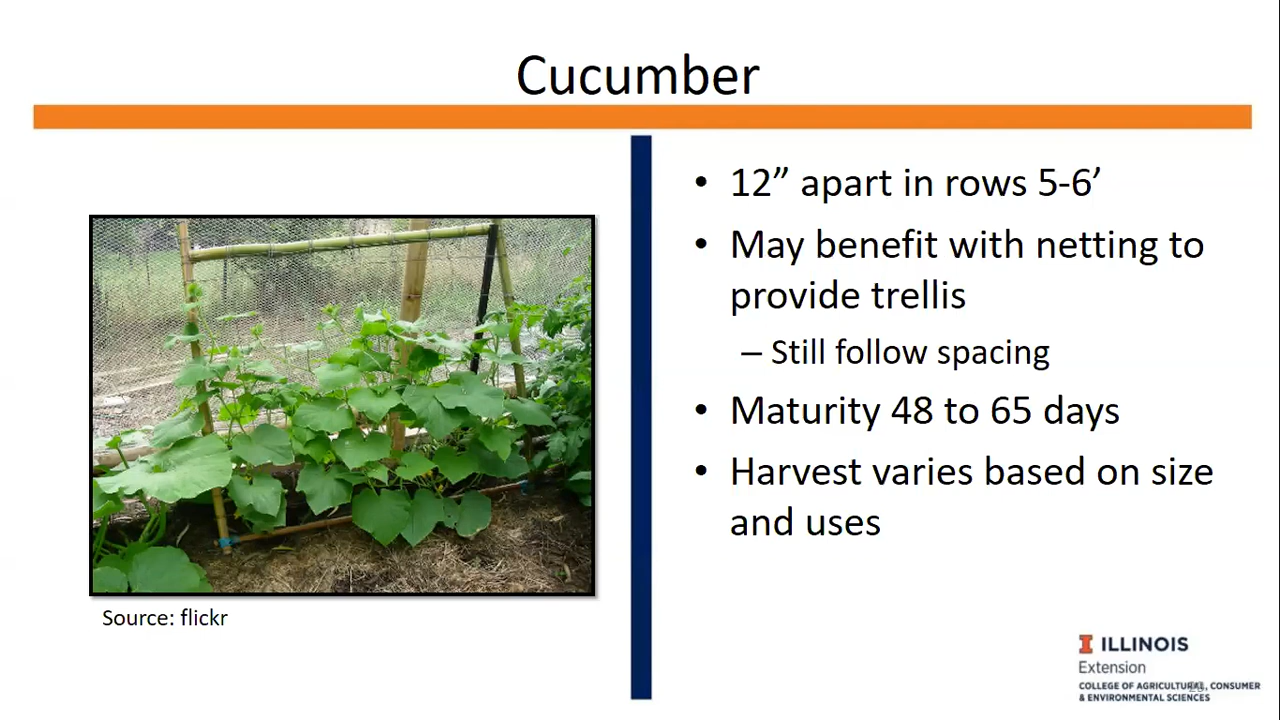 Cucumber
• 12” apart in rows 5-6’
• May benefit with netting to
provide trellis
– Still follow spacing
• Maturity 48 to 65 days
• Harvest varies based on size
and uses
Source: flickr
I ILLINOIS
Extension
COLLEGE OF AGRICULTURAL, CONSUMER
& ENVIRONMENTAL SCIENCES